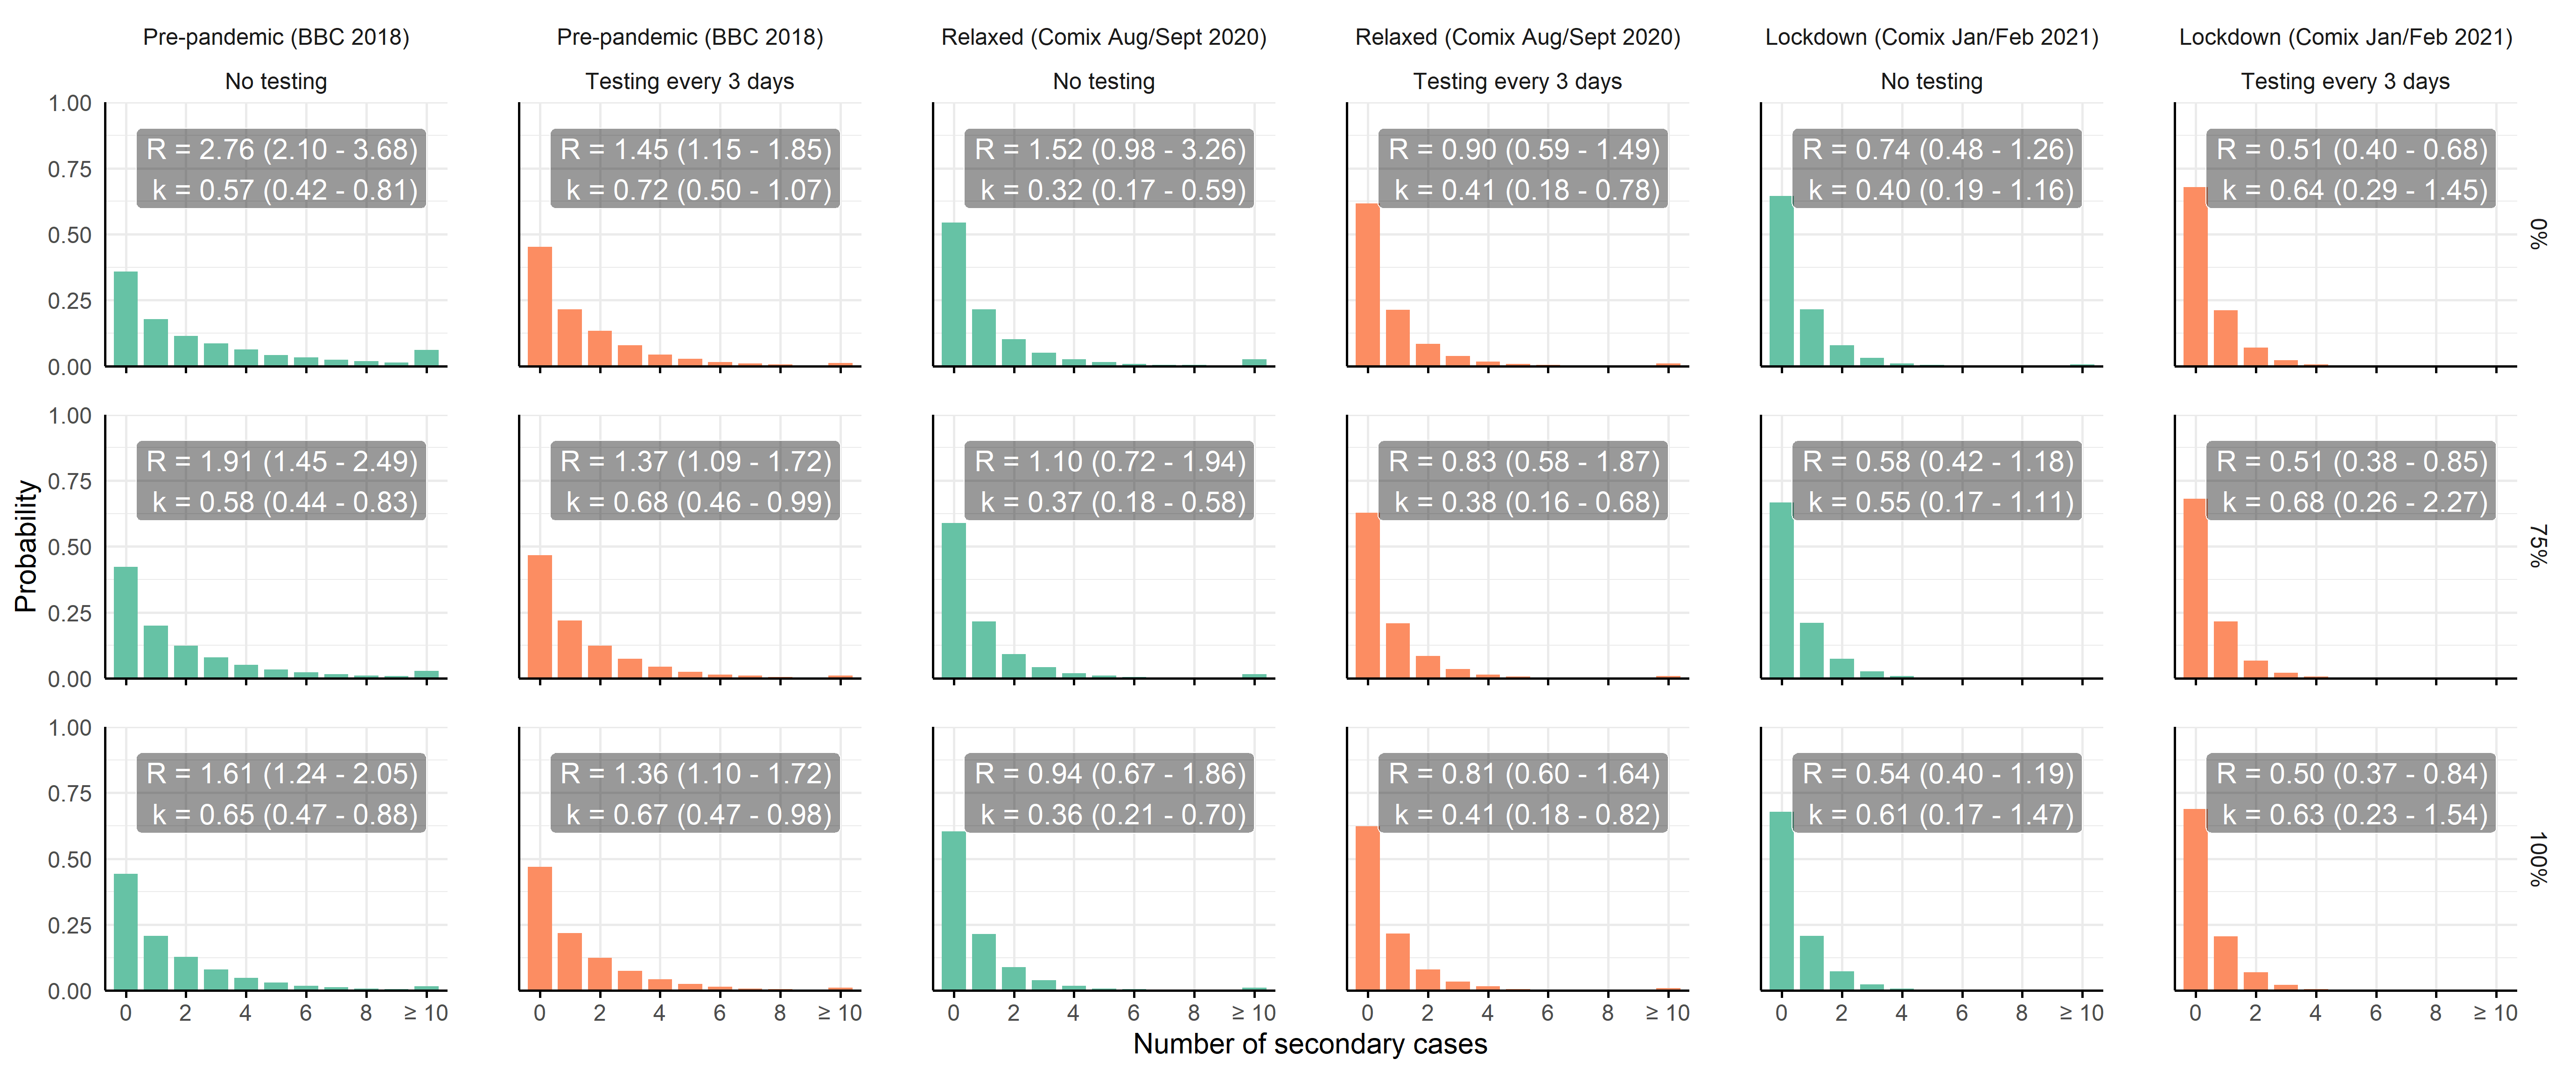 Pre-pandemic (BBC 2018) Pre-pandemic (BBC 2018) Relaxed (Comix Aug/Sept 2020) Relaxed (Comix Aug/Sept 2020) Lockdown (Comix Jan/Feb 2021) Lockdown (Comix Jan/Feb 2021)
No testing Testing every 3 days No testing Testing every 3 days No testing Testing every 3 days
1.00
R = 2.76 (2.10 - 3.68) R = 1.45 (1.15 - 1.85) R = 1.52 (0.98 - 3.26) R = 0.90 (0.59 - 1.49) R = 0.74 (0.48 - 1.26) R = 0.51 (0.40 - 0.68)
0.75
k = 0.57 (0.42 - 0.81) k = 0.72 (0.50 - 1.07) k = 0.32 (0.17 - 0.59) k = 0.41 (0.18 - 0.78) k = 0.40 (0.19 - 1.16) k = 0.64 (0.29 - 1.45)
0.50 0%
0.25
0.00
1.00
R = 1.91 (1.45 - 2.49) R = 1.37 (1.09 - 1.72) R = 1.10 (0.72 - 1.94) R = 0.83 (0.58 - 1.87) R = 0.58 (0.42 - 1.18) R = 0.51 (0.38 - 0.85)
0.75
k = 0.58 (0.44 - 0.83) k = 0.68 (0.46 - 0.99) k = 0.37 (0.18 - 0.58) k = 0.38 (0.16 - 0.68) k = 0.55 (0.17 - 1.11) k = 0.68 (0.26 - 2.27)
Probability
0.50 75%
0.25
0.00
1.00
R = 1.61 (1.24 - 2.05) R = 1.36 (1.10 - 1.72) R = 0.94 (0.67 - 1.86) R = 0.81 (0.60 - 1.64) R = 0.54 (0.40 - 1.19) R = 0.50 (0.37 - 0.84)
0.75
k = 0.65 (0.47 - 0.88) k = 0.67 (0.47 - 0.98) k = 0.36 (0.21 - 0.70) k = 0.41 (0.18 - 0.82) k = 0.61 (0.17 - 1.47) k = 0.63 (0.23 - 1.54)
0.50 100%
0.25
0.00
0 2 4 6 8 ≥ 10 0 2 4 6 8 ≥ 10 0 2 4 6 8 ≥ 10 0 2 4 6 8 ≥ 10 0 2 4 6 8 ≥ 10 0 2 4 6 8 ≥ 10
Number of secondary cases